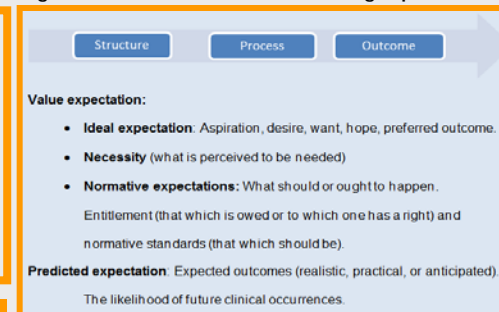 Structure Process Outcome
Value expectation:
• Ideal expectation: Aspiration, desire, want, hope, preferred outcome.
• Necessity (what is perceived to be needed)
• Normative expectations: What should or ought to happen.
Entitlement (that which is owed or to which one has a right) and
normative standards (that which should be).
Predicted expectation: Expected outcomes (realistic, practical, or anticipated).
The likelihood of future clinical occurrences.